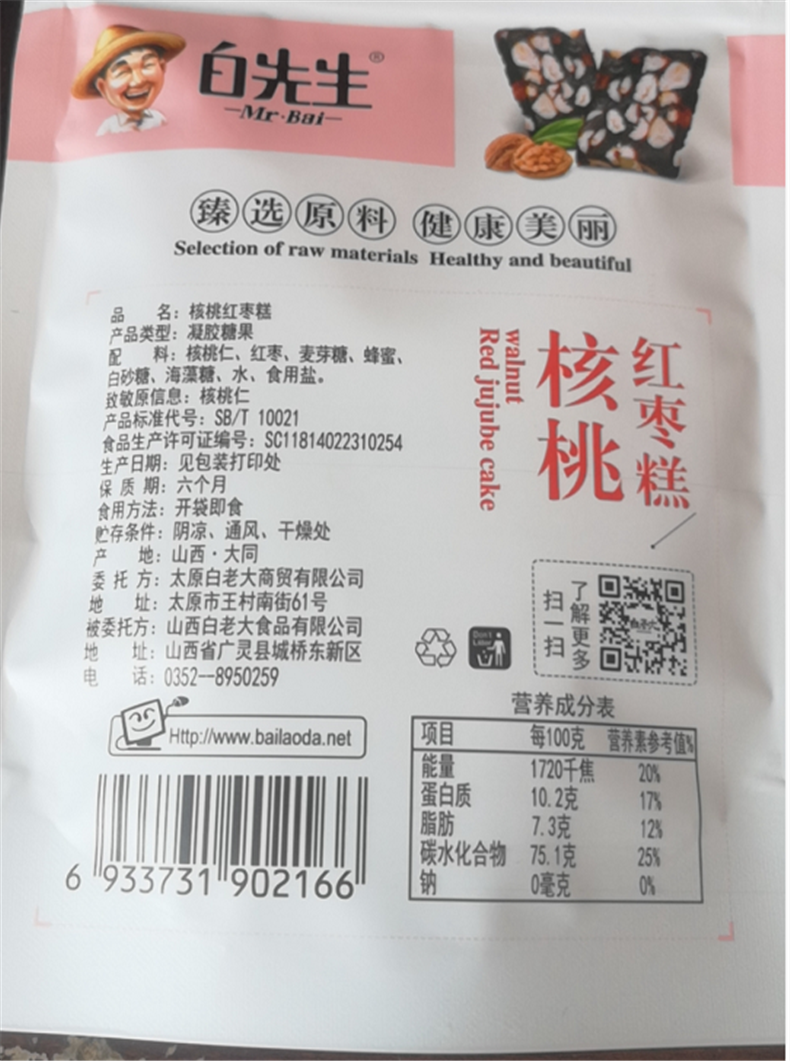 白先生®
Mr·Bai
臻选原料 健康美丽
Selection of raw materials Healthy and beautiful
品 名：核桃红枣糕
产品类型：凝胶糖果
配 料：核桃仁、红枣、麦芽糖、蜂蜜、
白砂糖、海藻糖、水、食用盐。
致敏原信息：核桃仁
产品标准代号：SB/T 10021
食品生产许可证编号：SC11814022310254
生产日期：见包装打印处
保 质 期：六个月
食用方法：开袋即食
贮存条件：阴凉、通风、干燥处
产 地：山西·大同
委 托 方：太原白老大商贸有限公司
地 址：太原市王村南街61号
被委托方：山西白老大食品有限公司
地 址：山西省广灵县城桥东新区
电 话：0352--8950259
Http://www.bailaoda.net
6 933731 902166
红枣糕
核桃
walnut
Red jujube cake
了解更多
扫一扫
Don't
Litter
营养成分表
项目 每100克 营养素参考值%
能量 1720千焦 20%
蛋白质 10.2克 17%
脂肪 7.3克 12%
碳水化合物 75.1克 25%
钠 0毫克 0%